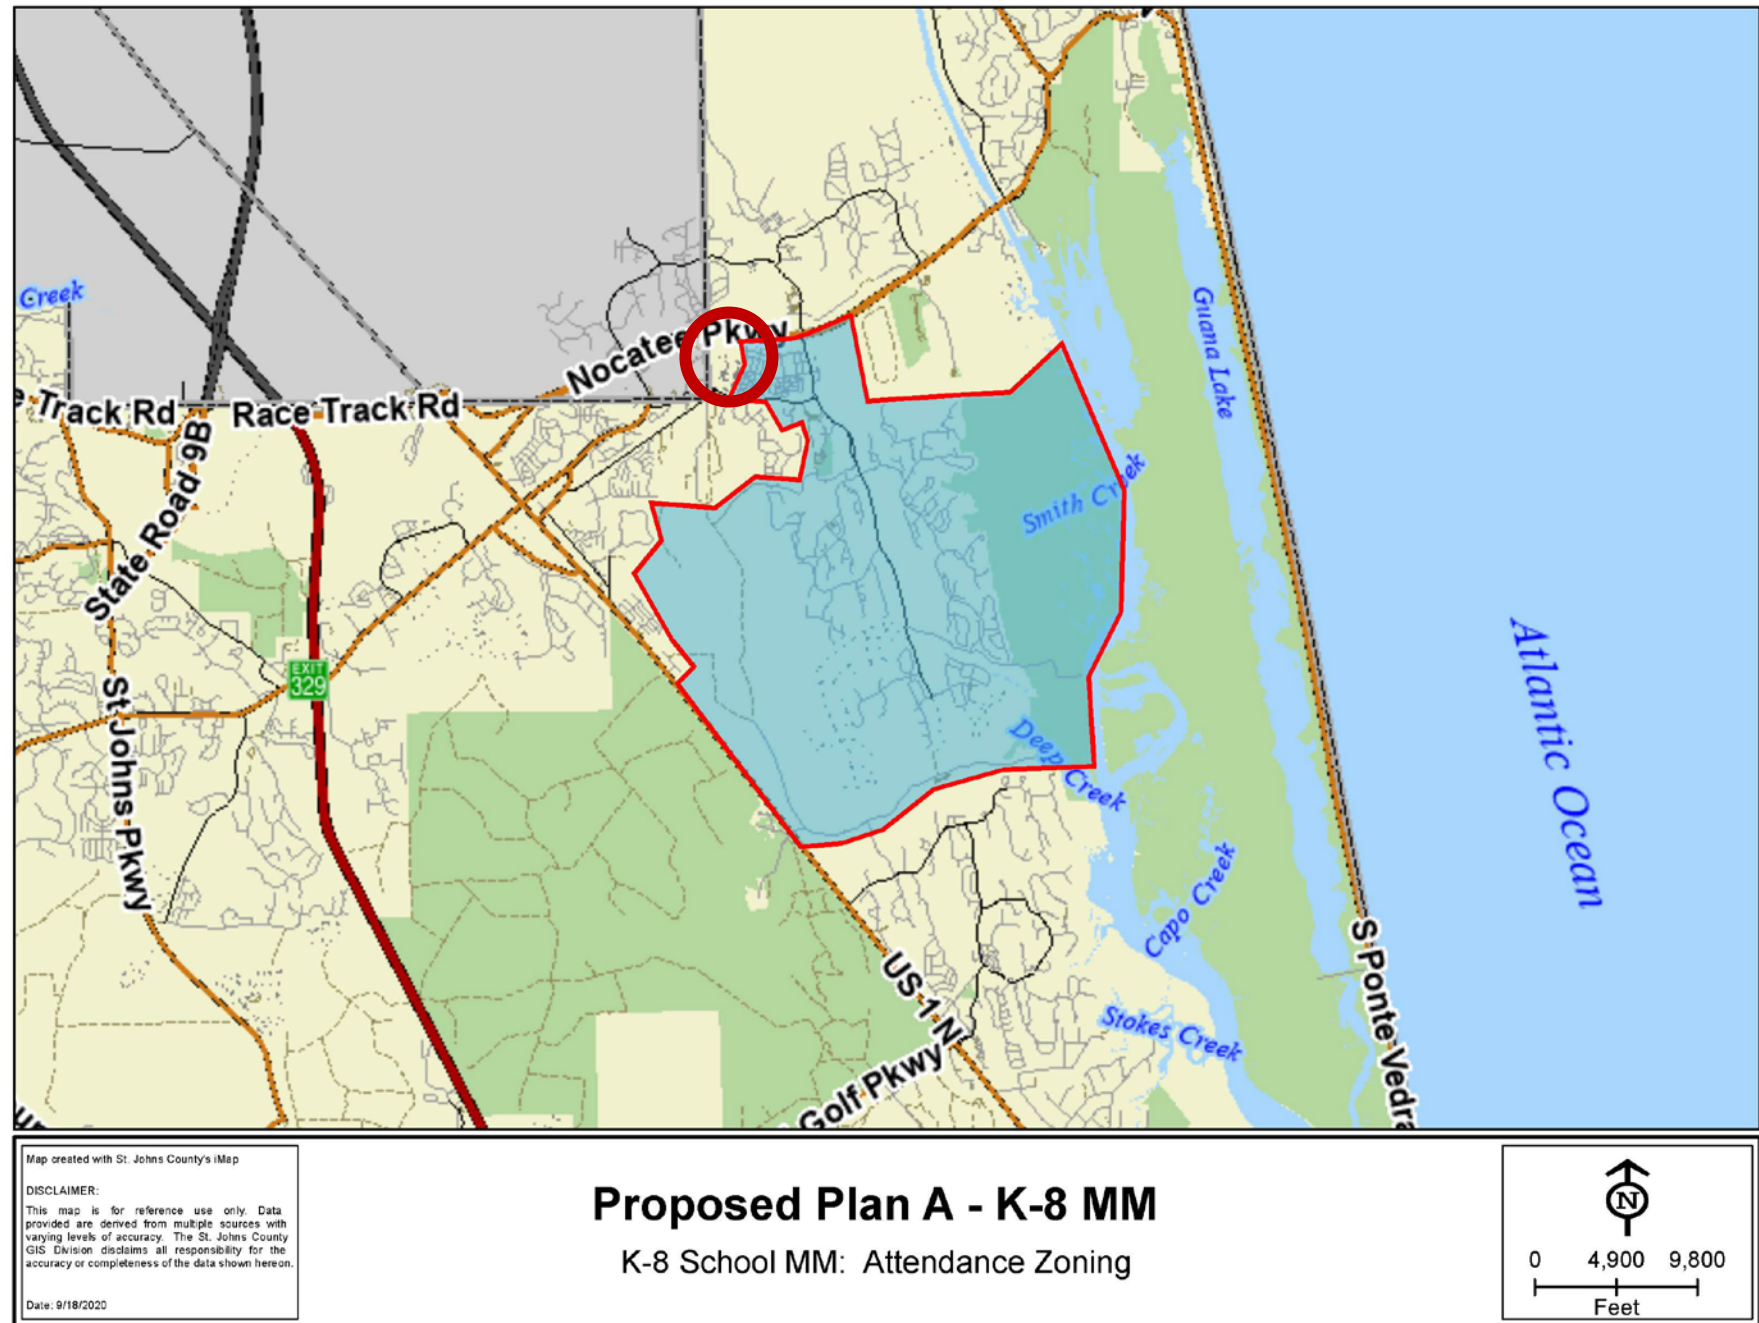 Creek
Nocatee Pkwy
Guana Lake
Track Rd
Race Track Rd
State Road 9B
Smith Creek
EXIT
329
St Johns Pkwy
Atlantic Ocean
Deep Creek
Capo Creek
US 1 N
S Ponte Vedra
Stokes Creek
Golf Pkwy
Map created with St. Johns County's iMap
DISCLAIMER:
This map is for reference use only. Data
provided are derived from multiple sources with
varying levels of accuracy. The St. Johns County
GIS Division disclaims all responsibility for the
accuracy or completeness of the data shown hereon.
Date: 9/18/2020
Proposed Plan A - K-8 MM
K-8 School MM: Attendance Zoning
N
0 4,900 9,800
Feet